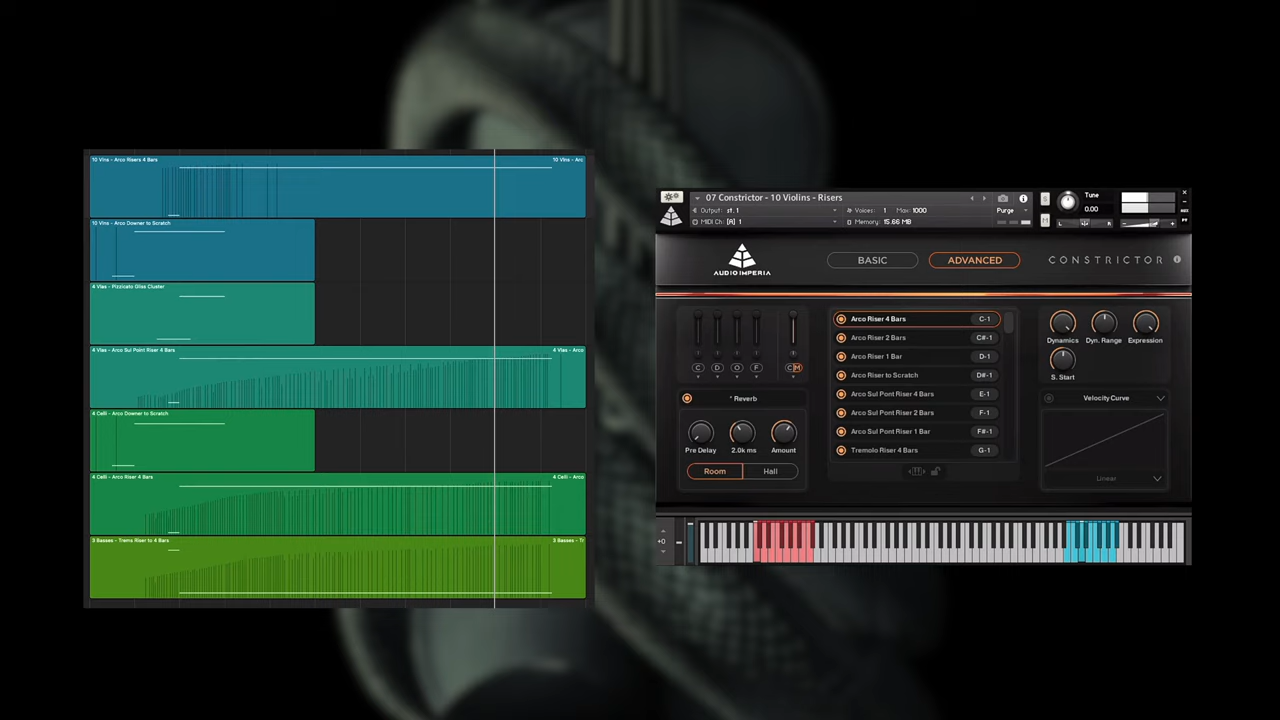 10 Vlns - Arco Risers 4 Bars
10 Vlns - Arc
10 Vlns - Arco Downer to Scratch
4 Vlas - Pizzicato Gliss Cluster
4 Vlas - Arco Sul Point Riser 4 Bars
4 Vlas - Arco
4 Celli - Arco Downer to Scratch
4 Celli - Arco Riser 4 Bars
4 Celli - Arco
3 Basses - Trems Riser to 4 Bars
3 Basses - Tr
07 Constrictor - 10 Violins - Risers
Output: st. 1
Voices: 1 Max: 1000
Purge
MIDI Ch: [A] 1
Memory: 15.66 MB
S
M
Tune
0.00
L
R
AUX
PV
AUDIO IMPERIA
BASIC
ADVANCED
CONSTRICTOR
C
D
O
F
CM
Reverb
Pre Delay
2.0k ms
Amount
Room
Hall
Arco Riser 4 Bars C-1
Arco Riser 2 Bars C#-1
Arco Riser 1 Bar D-1
Arco Riser to Scratch D#-1
Arco Sul Pont Riser 4 Bars E-1
Arco Sul Pont Riser 2 Bars F-1
Arco Sul Pont Riser 1 Bar F#-1
Tremolo Riser 4 Bars G-1
Dynamics
Dyn. Range
Expression
S. Start
Velocity Curve
Linear
+0